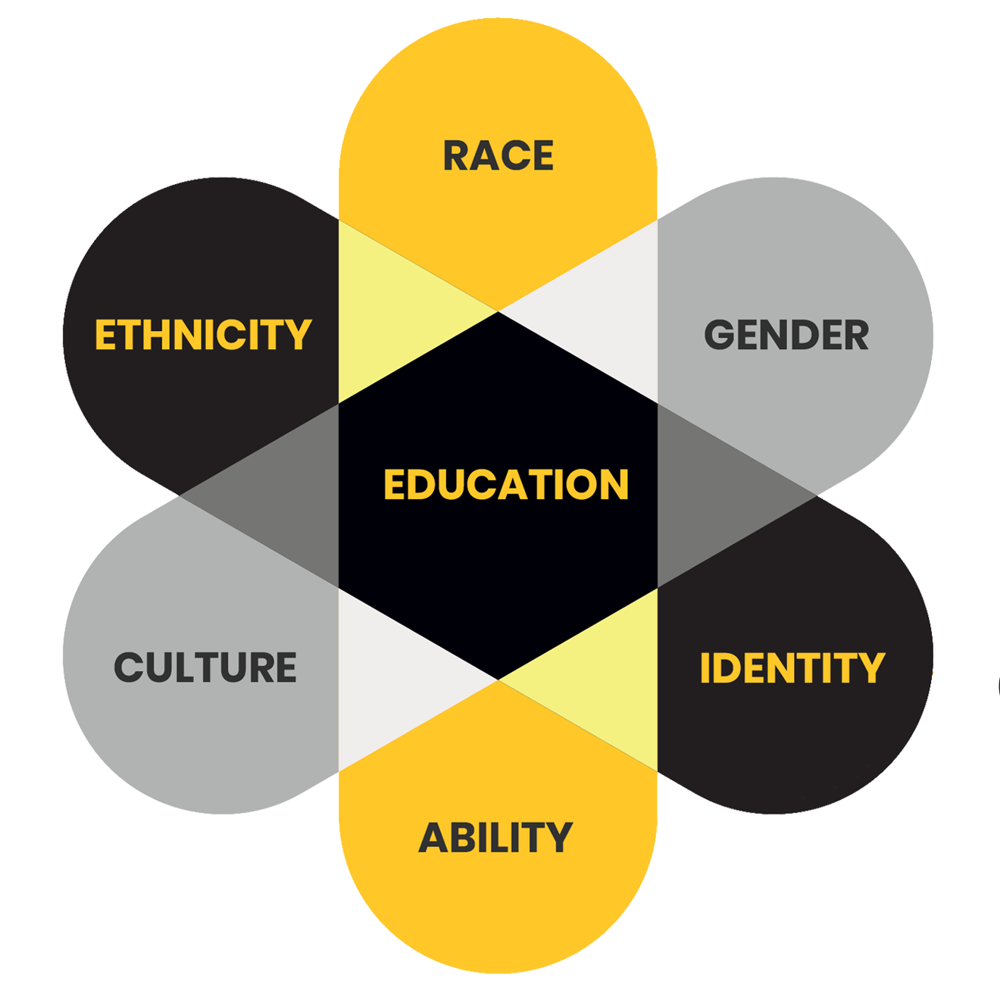 RACE
ETHNICITY
GENDER
EDUCATION
CULTURE
IDENTITY
ABILITY